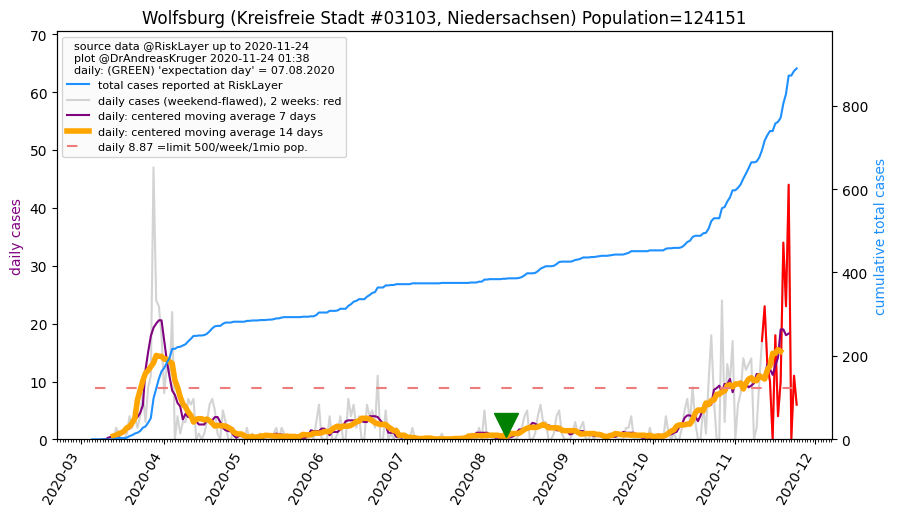 Wolfsburg (Kreisfreie Stadt #03103, Niedersachsen) Population=124151
source data @RiskLayer up to 2020-11-24
plot @DrAndreasKruger 2020-11-24 01:38
daily: (GREEN) 'expectation day' = 07.08.2020
total cases reported at RiskLayer
daily cases (weekend-flawed), 2 weeks: red
daily: centered moving average 7 days
daily: centered moving average 14 days
daily 8.87 =limit 500/week/1mio pop.
daily cases
70
60
50
40
30
20
10
0
800
600
400
200
0
cumulative total cases
2020-03
2020-04
2020-05
2020-06
2020-07
2020-08
2020-09
2020-10
2020-11
2020-12